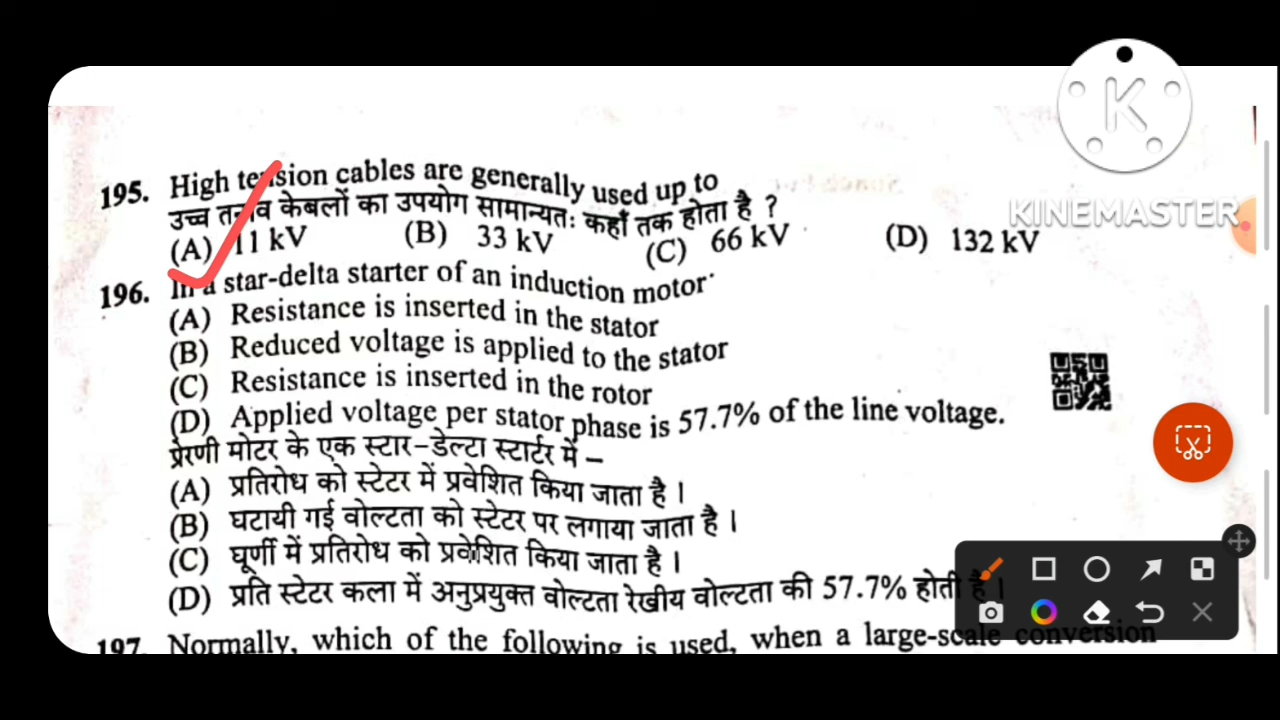 195. High tension cables are generally used up to
उच्च तनाव केबलों का उपयोग सामान्यतः कहाँ तक होता है ?
(A) 11 kV (B) 33 kV (C) 66 kV (D) 132 kV
196. In a star-delta starter of an induction motor
(A) Resistance is inserted in the stator
(B) Reduced voltage is applied to the stator
(C) Resistance is inserted in the rotor
(D) Applied voltage per stator phase is 57.7% of the line voltage.
प्रेरणी मोटर के एक स्टार-डेल्टा स्टार्टर में –
(A) प्रतिरोध को स्टेटर में प्रवेशित किया जाता है ।
(B) घटायी गई वोल्टता को स्टेटर पर लगाया जाता है ।
(C) घूर्णी में प्रतिरोध को प्रवेशित किया जाता है ।
(D) प्रति स्टेटर कला में अनुप्रयुक्त वोल्टता रेखीय वोल्टता की 57.7% होती है ।
197. Normally, which of the following is used, when a large-scale conversion
K
KINEMASTER